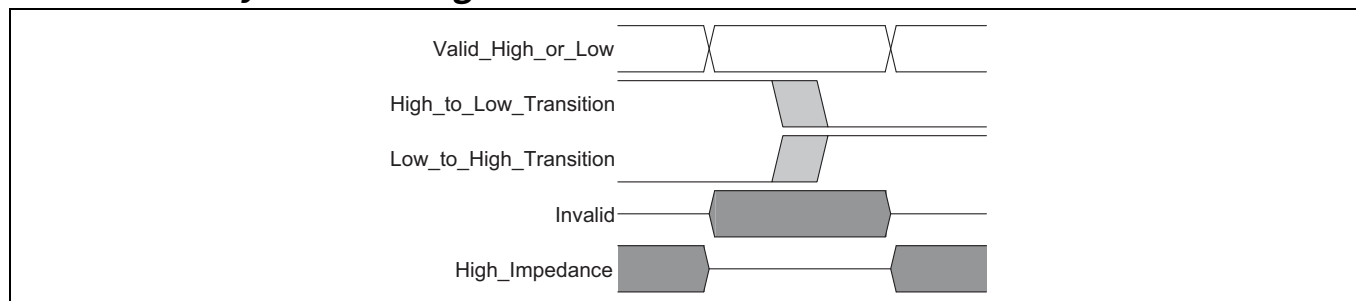 Valid_High_or_Low
High_to_Low_Transition
Low_to_High_Transition
Invalid
High_Impedance